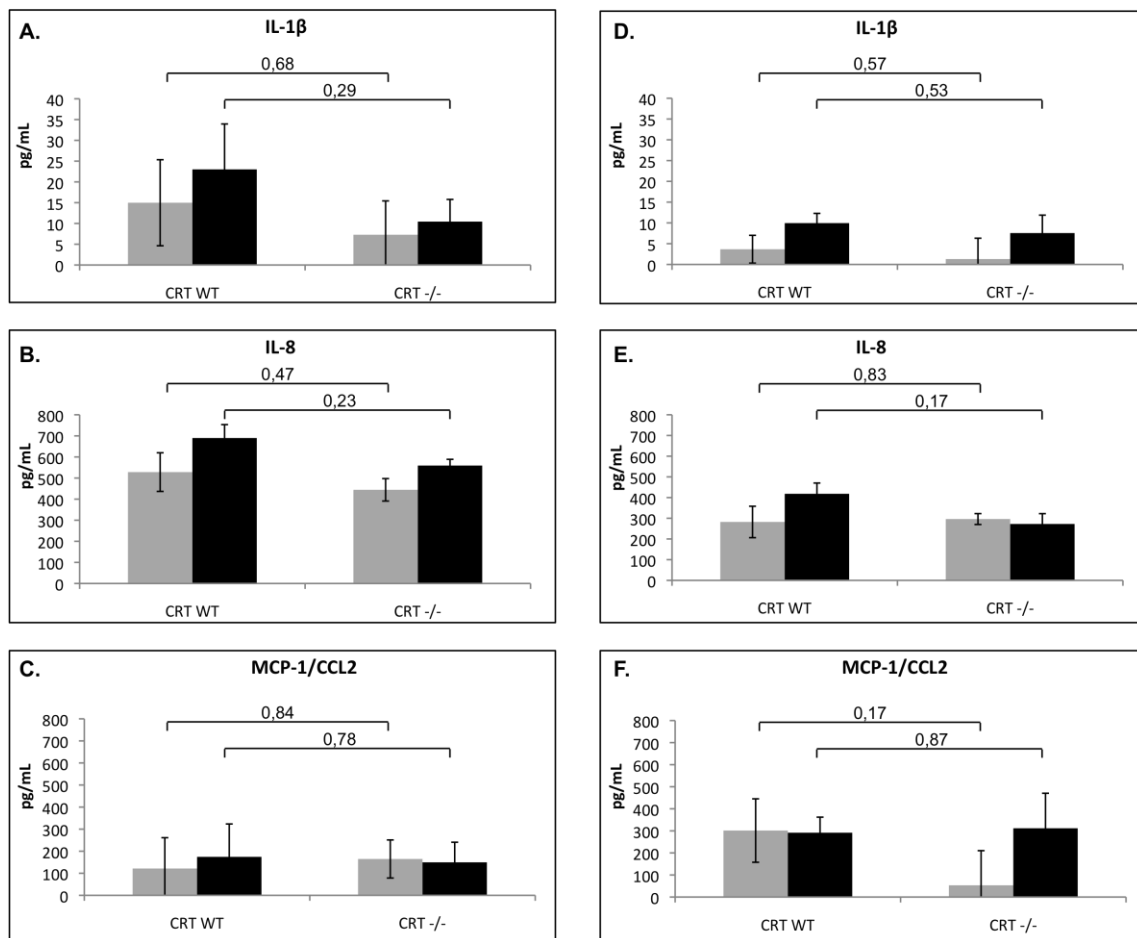 A.
IL-1β
0,68
0,29
40
35
30
25
20
15
10
5
0
pg/mL
CRT WT
CRT -/-
D.
IL-1β
0,57
0,53
40
35
30
25
20
15
10
5
0
pg/mL
CRT WT
CRT -/-
B.
IL-8
0,47
0,23
800
700
600
500
400
300
200
100
0
pg/mL
CRT WT
CRT -/-
E.
IL-8
0,83
0,17
800
700
600
500
400
300
200
100
0
pg/mL
CRT WT
CRT -/-
C.
MCP-1/CCL2
0,84
0,78
800
700
600
500
400
300
200
100
0
pg/mL
CRT WT
CRT -/-
F.
MCP-1/CCL2
0,17
0,87
800
700
600
500
400
300
200
100
0
pg/mL
CRT WT
CRT -/-